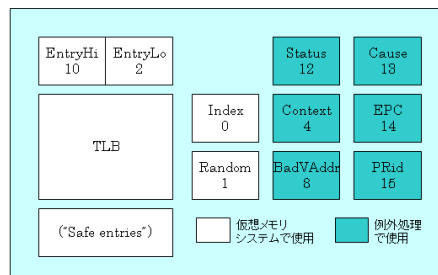 EntryHi
10
EntryLo
2
Status
12
Cause
13
TLB
Index
0
Context
4
EPC
14
Random
1
BadVAddr
8
PRid
15
("Safe entries")
仮想メモリ
システムで使用
例外処理
で使用